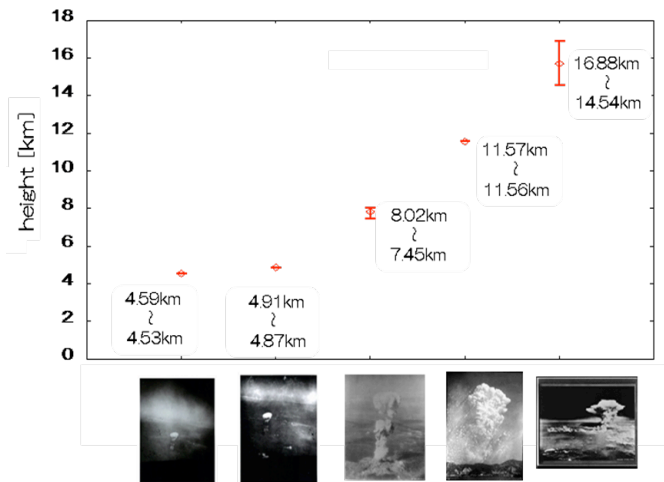 18
16
14
12
10
8
6
4
2
0
height [km]
4.59km
~
4.53km
4.91km
~
4.87km
8.02km
~
7.45km
11.57km
~
11.56km
16.88km
~
14.54km